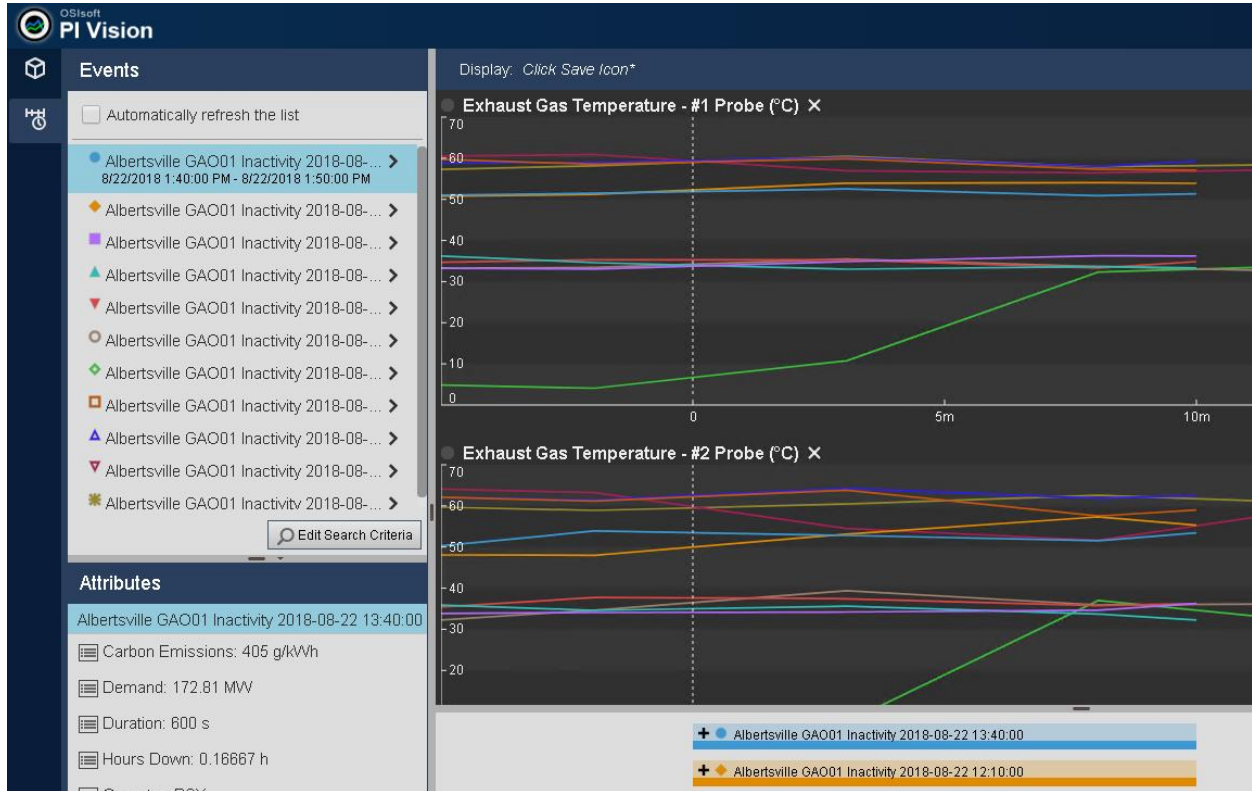 OSIsoft
PI Vision
Events
Display: Click Save Icon*
Automatically refresh the list
Albertsville GAO01 Inactivity 2018-08-...
8/22/2018 1:40:00 PM - 8/22/2018 1:50:00 PM
Albertsville GAO01 Inactivity 2018-08-...
Albertsville GAO01 Inactivity 2018-08-...
Albertsville GAO01 Inactivity 2018-08-...
Albertsville GAO01 Inactivity 2018-08-...
Albertsville GAO01 Inactivity 2018-08-...
Albertsville GAO01 Inactivity 2018-08-...
Albertsville GAO01 Inactivity 2018-08-...
Albertsville GAO01 Inactivity 2018-08-...
Albertsville GAO01 Inactivity 2018-08-...
Albertsville GAO01 Inactivity 2018-08-...
Edit Search Criteria
Attributes
Albertsville GAO01 Inactivity 2018-08-22 13:40:00
Carbon Emissions: 405 g/kWh
Demand: 172.81 MW
Duration: 600 s
Hours Down: 0.16667 h
Exhaust Gas Temperature - #1 Probe (°C)
70
60
50
40
30
20
10
0
0 5m 10m
Exhaust Gas Temperature - #2 Probe (°C)
70
60
50
40
30
20
Albertsville GAO01 Inactivity 2018-08-22 13:40:00
Albertsville GAO01 Inactivity 2018-08-22 12:10:00